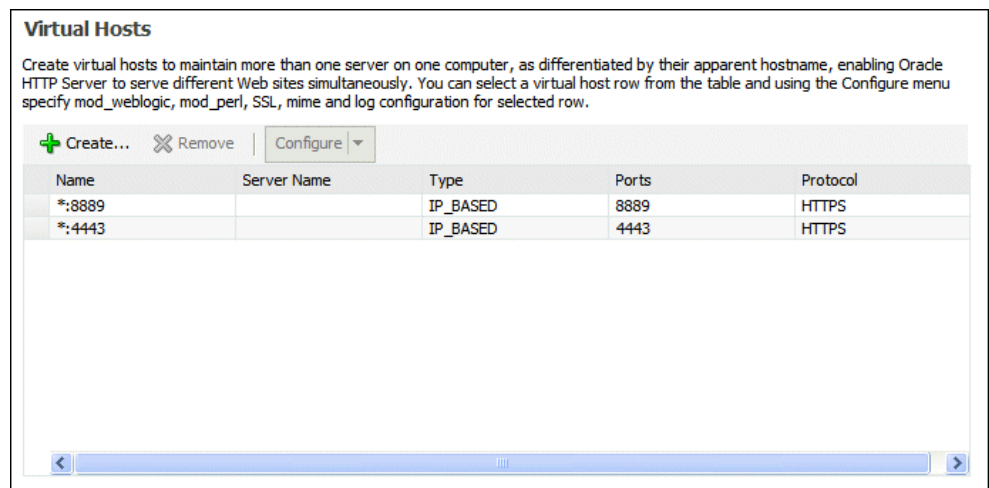 Virtual Hosts
Create virtual hosts to maintain more than one server on one computer, as differentiated by their apparent hostname, enabling Oracle
HTTP Server to serve different Web sites simultaneously. You can select a virtual host row from the table and using the Configure menu
specify mod_weblogic, mod_perl, SSL, mime and log configuration for selected row.
Create... Remove Configure
Name Server Name Type Ports Protocol
*:8889 IP_BASED 8889 HTTPS
*:4443 IP_BASED 4443 HTTPS